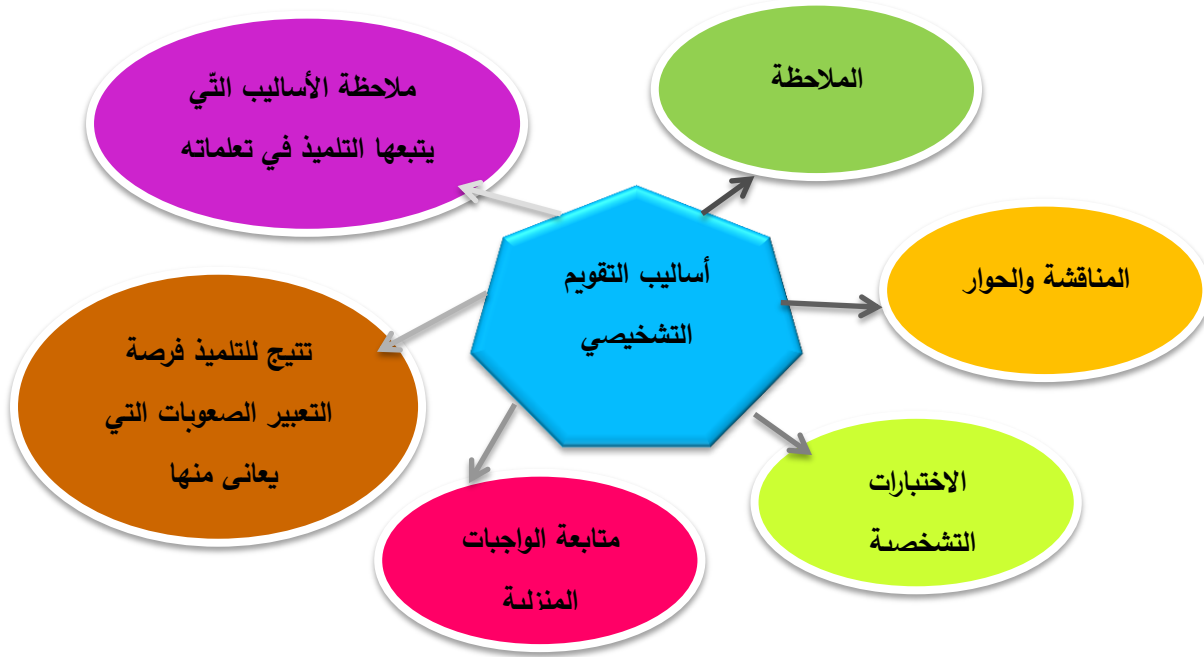 أساليب التقويم
التشخيصي
الملاحظة
المناقشة والحوار
الاختبارات
التشخصية
متابعة الواجبات
المنزلية
تتيج للتلميذ فرصة
التعبير الصعوبات التي
يعانى منها
ملاحظة الأساليب التّي
يتبعها التلميذ في تعلماته